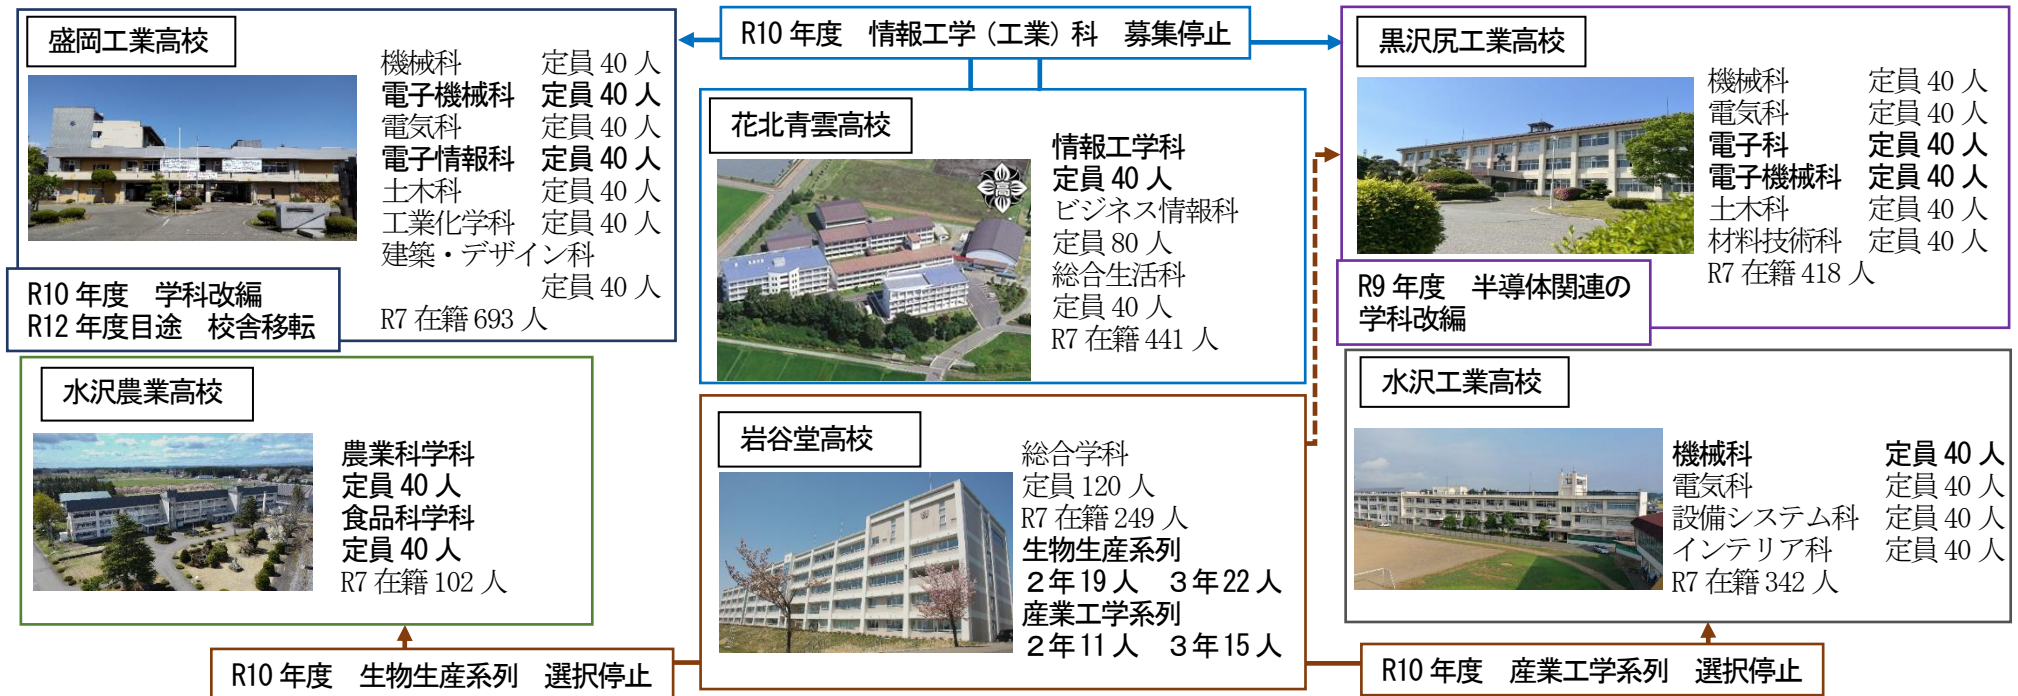 R10 年度　情報工学（工業）科　募集停止
盛岡工業高校
機械科　定員 40 人
電子機械科　定員 40 人
電気科　定員 40 人
電子情報科　定員 40 人
土木科　定員 40 人
工業化学科　定員 40 人
建築・デザイン科
定員 40 人
R7 在籍 693 人
R10 年度　学科改編
R12 年度目途　校舎移転
花北青雲高校
高
情報工学科
定員 40 人
ビジネス情報科
定員 80 人
総合生活科
定員 40 人
R7 在籍 441 人
黒沢尻工業高校
機械科　定員 40 人
電気科　定員 40 人
電子科　定員 40 人
電子機械科　定員 40 人
土木科　定員 40 人
材料技術科　定員 40 人
R7 在籍 418 人
R9 年度　半導体関連の
学科改編
水沢農業高校
農業科学科
定員 40 人
食品科学科
定員 40 人
R7 在籍 102 人
岩谷堂高校
総合学科
定員 120 人
R7 在籍 249 人
生物生産系列
２年 19 人　３年 22 人
産業工学系列
２年 11 人　３年 15 人
水沢工業高校
機械科　定員 40 人
電気科　定員 40 人
設備システム科　定員 40 人
インテリア科　定員 40 人
R7 在籍 342 人
R10 年度　生物生産系列　選択停止
R10 年度　産業工学系列　選択停止